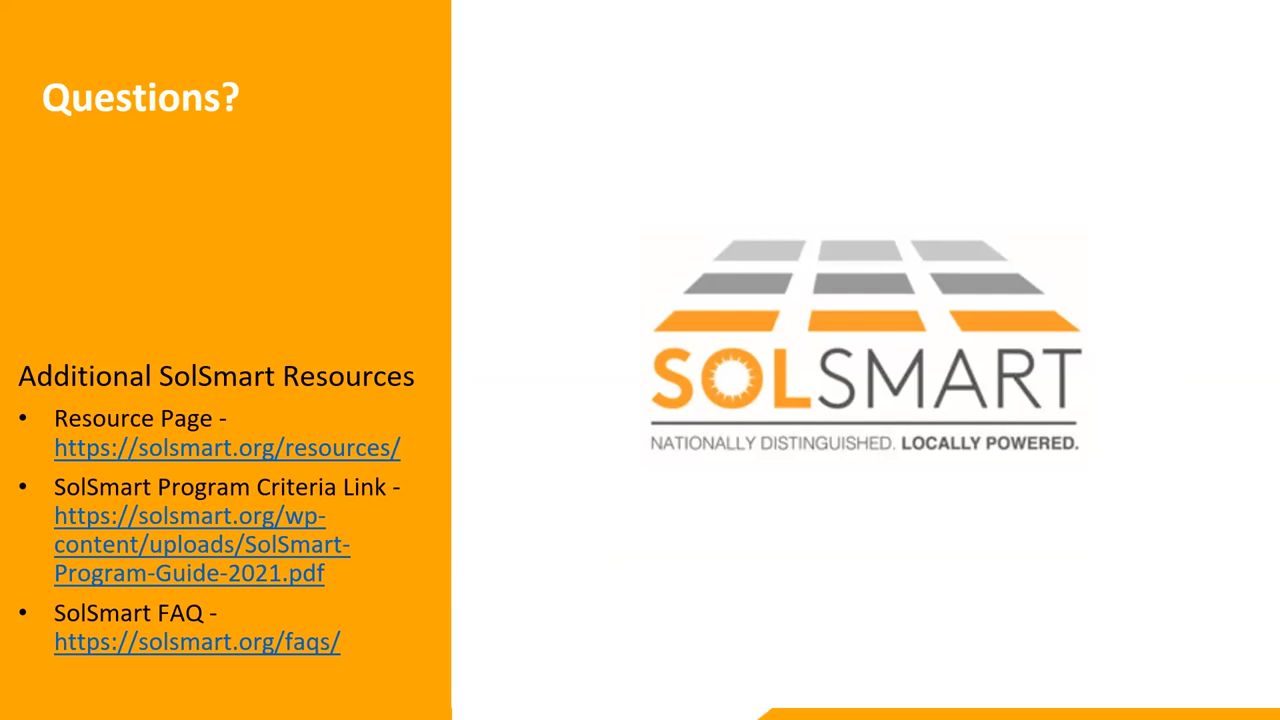 Questions?
Additional SolSmart Resources
• Resource Page -
https://solsmart.org/resources/
• SolSmart Program Criteria Link -
https://solsmart.org/wp-
content/uploads/SolSmart-
Program-Guide-2021.pdf
• SolSmart FAQ -
https://solsmart.org/faqs/
SOLSMART
NATIONALLY DISTINGUISHED. LOCALLY POWERED.